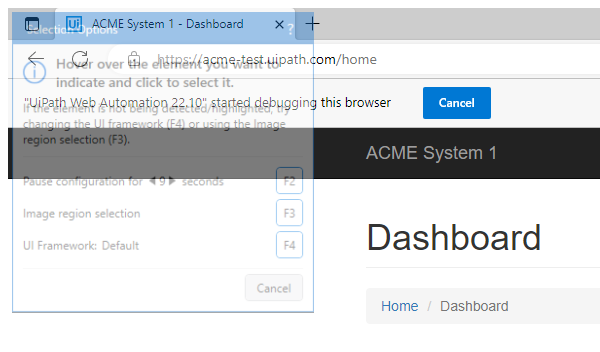 ACME System 1 - Dashboard
Selection Options ?
https://acme-test.uipath.com/home
Hover over the element you want to
indicate and click to select it.
"UiPath Web Automation 22.10" started debugging this browser
Cancel
If the element is not being detected/highlighted, try
changing the UI framework (F4) or using the Image
region selection (F3).
ACME System 1
Pause configuration for 9 seconds F2
Image region selection F3
UI Framework: Default F4
Cancel
Dashboard
Home / Dashboard